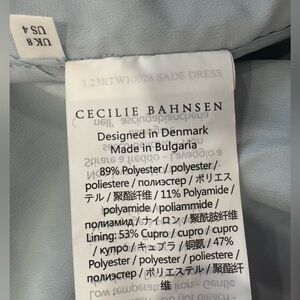 UK 8
US 4
1.23RTW10028 SADE DRESS
CECILIE BAHNSEN
Designed in Denmark
Made in Bulgaria
89% Polyester / polyester /
poliestere / полиэстер / ポリエス
テル / 聚酯纤维 / 11% Polyamide /
polyamide / poliammide /
полиамид / ナイロン / 聚酰胺纤维
Lining: 53% Cupro / cupro / cupro
/ купро / キュプラ / 铜氨 / 47%
Polyester / polyester / poliestere /
полиэстер / ポリエステル / 聚酯纤
维